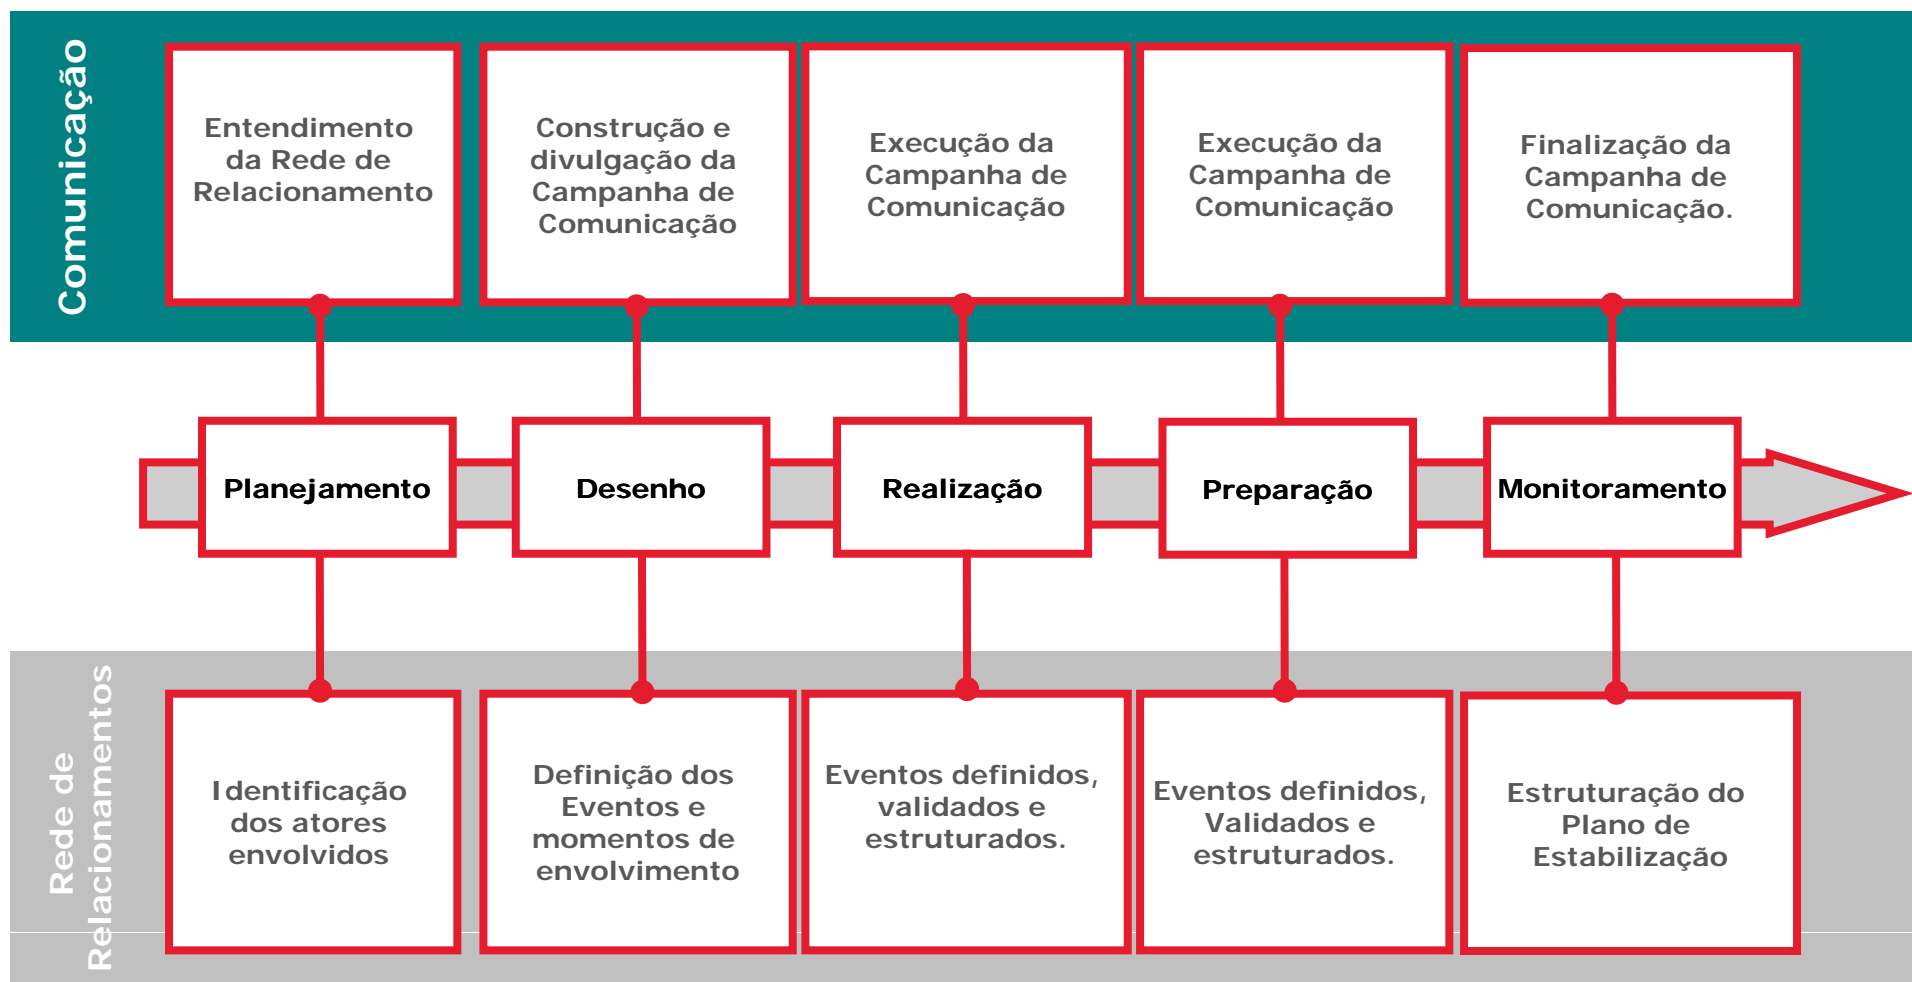 Comunicação
Entendimento
da Rede de
Relacionamento
Construção e
divulgação da
Campanha de
Comunicação
Execução da
Campanha de
Comunicação
Execução da
Campanha de
Comunicação
Finalização da
Campanha de
Comunicação.
Planejamento
Desenho
Realização
Preparação
Monitoramento
Rede de
Relacionamentos
Identificação
dos atores
envolvidos
Definição dos
Eventos e
momentos de
envolvimento
Eventos definidos,
validados e
estruturados.
Eventos definidos,
Validados e
estruturados.
Estruturação do
Plano de
Estabilização